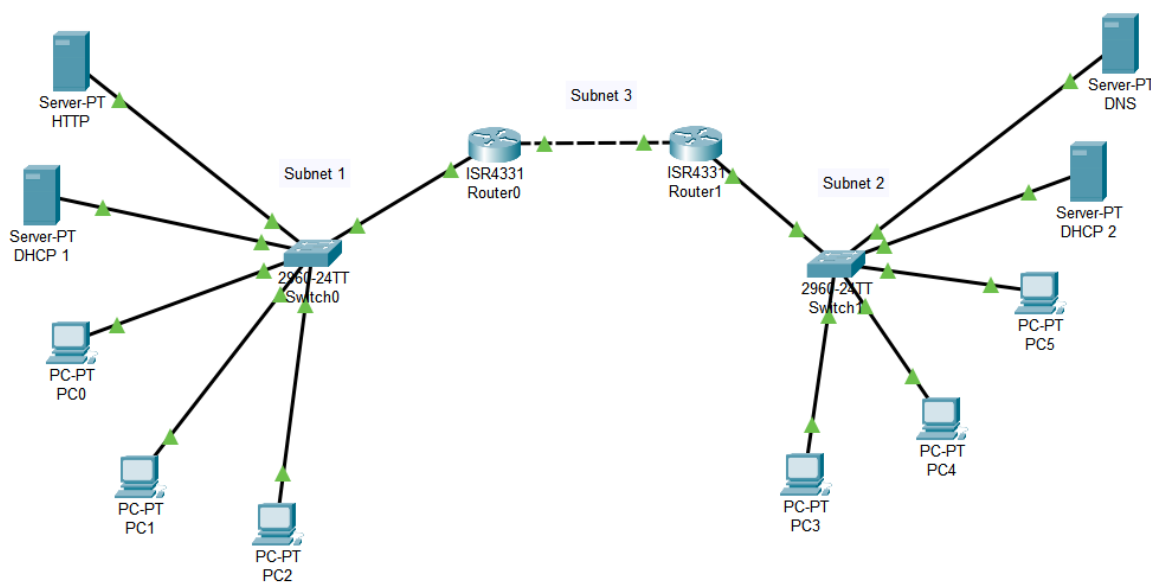 Server-PT
HTTP
Server-PT
DHCP 1
PC-PT
PC0
PC-PT
PC1
PC-PT
PC2
Subnet 1
2960-24TT
Switch0
ISR4331
Router0
Subnet 3
ISR4331
Router1
Subnet 2
2960-24TT
Switch1
Server-PT
DNS
Server-PT
DHCP 2
PC-PT
PC5
PC-PT
PC4
PC-PT
PC3